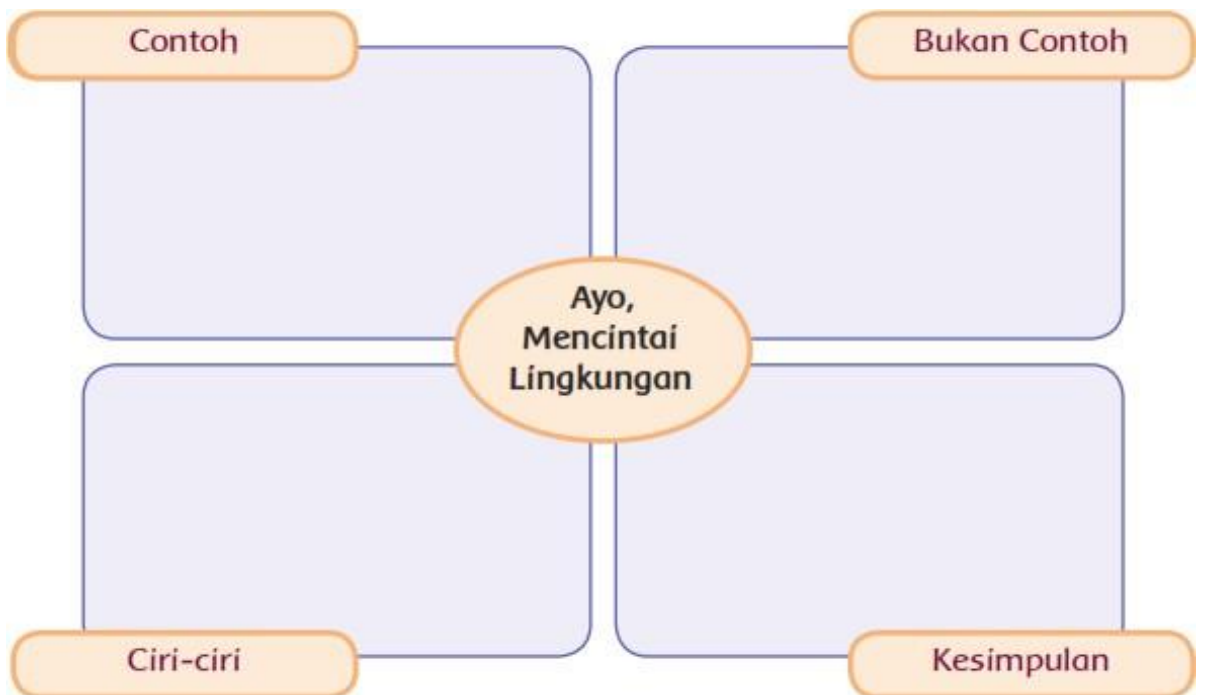 Contoh
Bukan Contoh
Ayo,
Mencintai
Lingkungan
Ciri-ciri
Kesimpulan